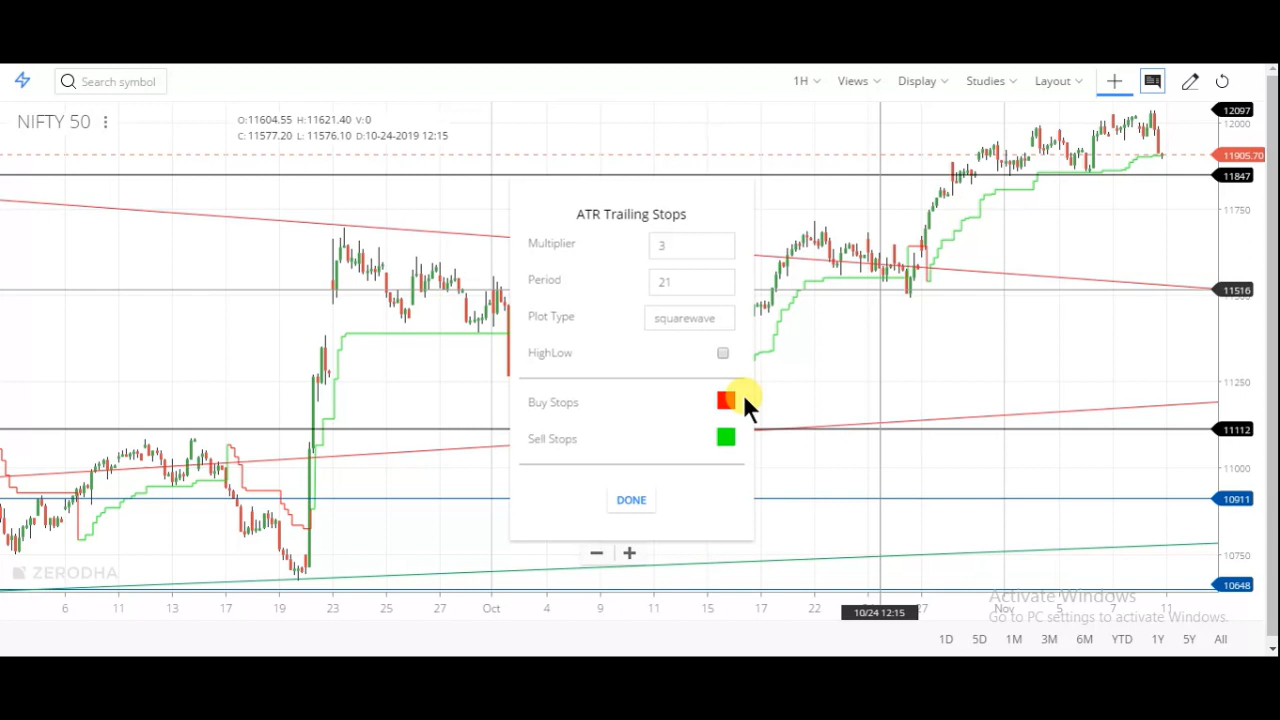 Search symbol
1H Views Display Studies Layout
NIFTY 50
O:11604.55 H:11621.40 V:0
C:11577.20 L:11576.10 D:10-24-2019 12:15
12097
12000
11905.70
11847
11750
11516
11250
11112
11000
10911
10750
10648
ATR Trailing Stops
Multiplier 3
Period 21
Plot Type squarewave
HighLow
Buy Stops
Sell Stops
DONE
ZERODHA
6 11 13 17 19 23 25 27 Oct 4 9 11 15 17 22 27 Nov 5 7 11
10/24 12:15
Activate Windows
Go to PC settings to activate Windows.
1D 5D 1M 3M 6M YTD 1Y 5Y All